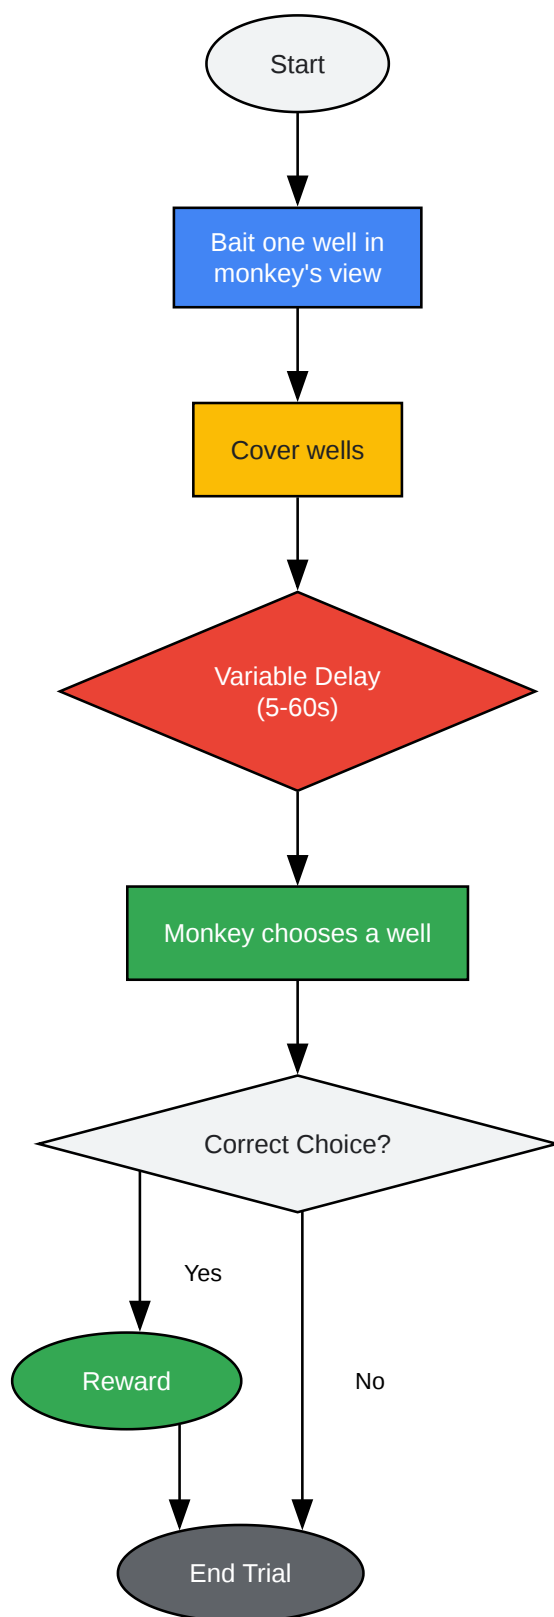 Start
Bait one well in
monkey's view
Cover wells
Variable Delay
(5-60s)
Monkey chooses a well
Correct Choice?
Yes
Reward
No
End Trial